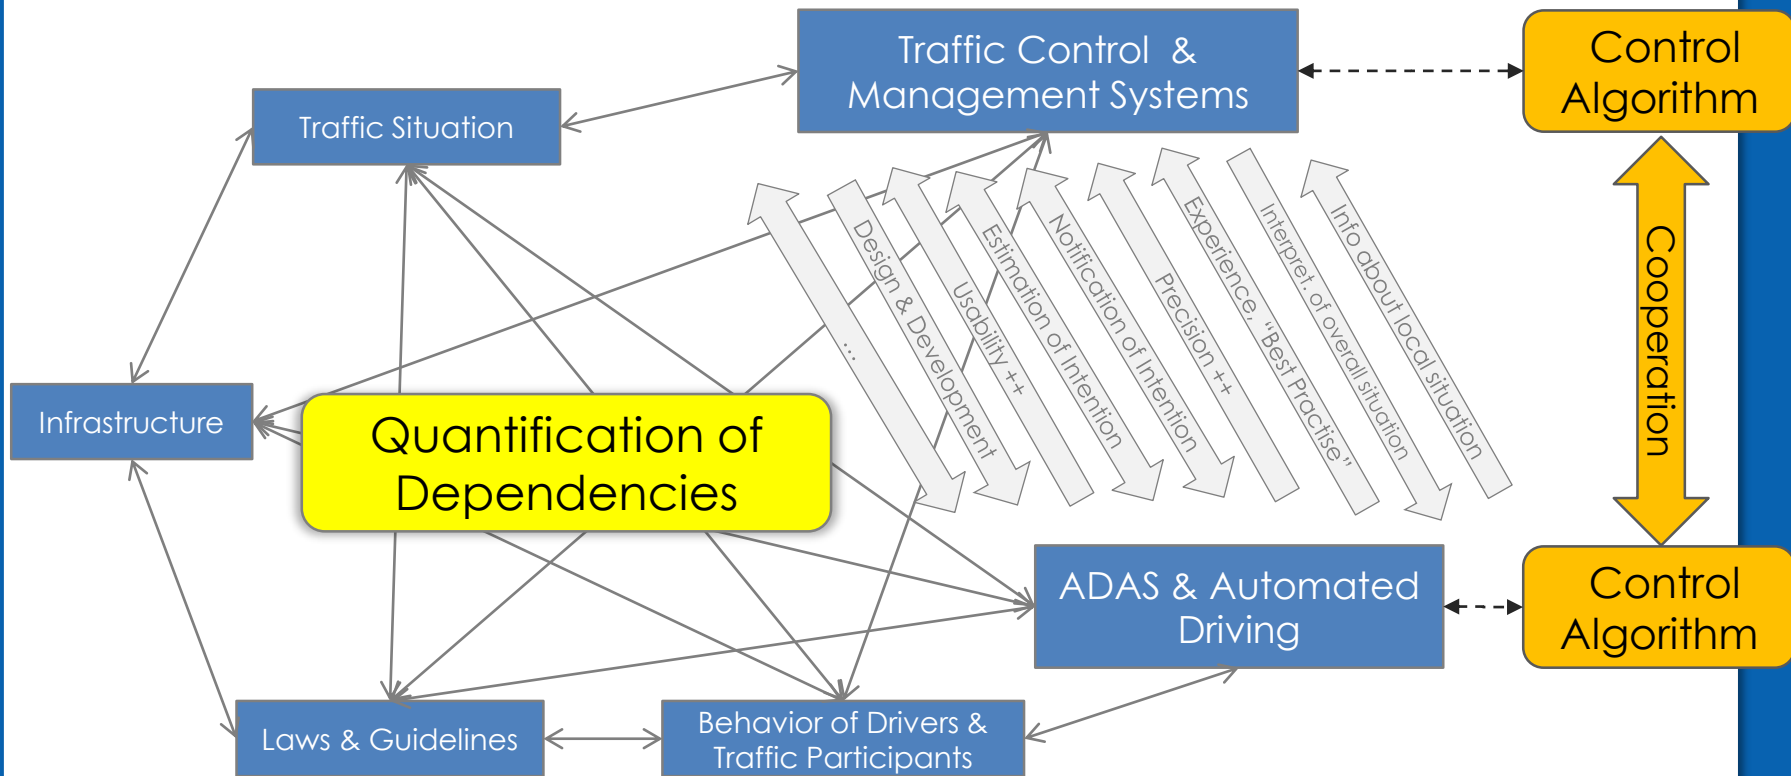 Traffic Control &
Management Systems
Control
Algorithm
Traffic Situation
...
Design & Development
Usability ++
Estimation of Intention
Notification of Intention
Precision ++
Experience, "Best Practise"
Interpret. of overall situation
Info about local situation
Cooperation
Infrastructure
Quantification of
Dependencies
ADAS & Automated
Driving
Control
Algorithm
Laws & Guidelines
Behavior of Drivers &
Traffic Participants